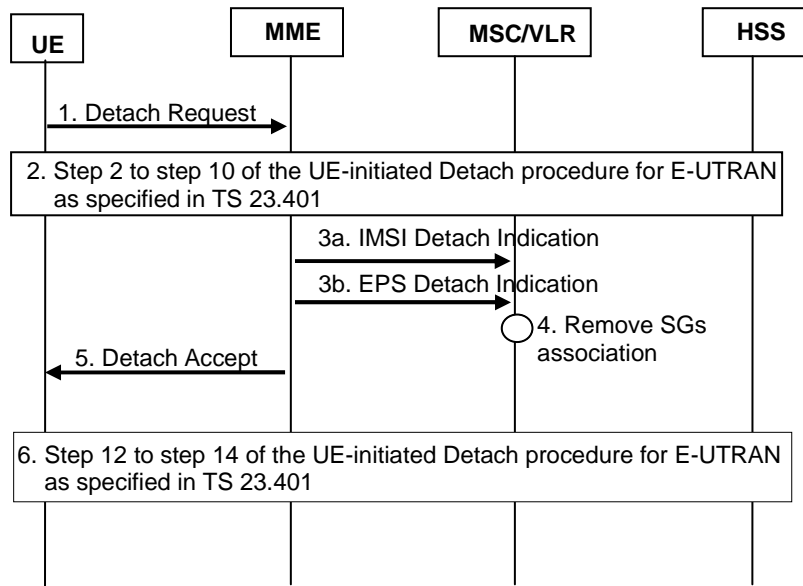 UE
MME
MSC/VLR
HSS
1. Detach Request
2. Step 2 to step 10 of the UE-initiated Detach procedure for E-UTRAN
as specified in TS 23.401
3a. IMSI Detach Indication
3b. EPS Detach Indication
4. Remove SGs
association
5. Detach Accept
6. Step 12 to step 14 of the UE-initiated Detach procedure for E-UTRAN
as specified in TS 23.401